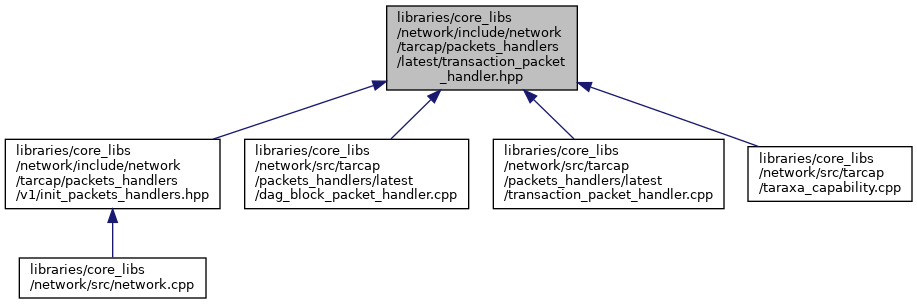 libraries/core_libs
/network/include/network
/tarcap/packets_handlers
/latest/transaction_packet
_handler.hpp
libraries/core_libs
/network/include/network
/tarcap/packets_handlers
/v1/init_packets_handlers.hpp
libraries/core_libs
/network/src/tarcap
/packets_handlers/latest
/dag_block_packet_handler.cpp
libraries/core_libs
/network/src/tarcap
/packets_handlers/latest
/transaction_packet_handler.cpp
libraries/core_libs
/network/src/tarcap
/taraxa_capability.cpp
libraries/core_libs
/network/src/network.cpp